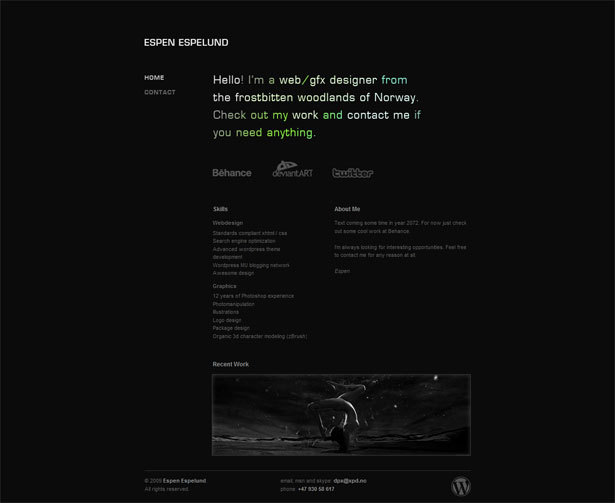 ESPEN ESPELUND
HOME
CONTACT
Hello! I'm a web/gfx designer from
the frostbitten woodlands of Norway.
Check out my work and contact me if
you need anything.
Bēhance
deviantART
twitter
Skills
Webdesign
Standards compliant xhtml / css
Search engine optimization
Advanced wordpress theme
development
Wordpress MU blogging network
Awesome design
Graphics
12 years of Photoshop experience
Photomanipulation
Illustrations
Logo design
Package design
Organic 3d character modeling (zBrush)
About Me
Text coming some time in year 2072. For now just check
out some cool work at Behance.
I'm always looking for interesting opportunities. Feel free
to contact me for any reason at all.
Espen
Recent Work
© 2009 Espen Espelund
All rights reserved.
email, msn and skype: dpx@xpd.no
phone: +47 930 58 617